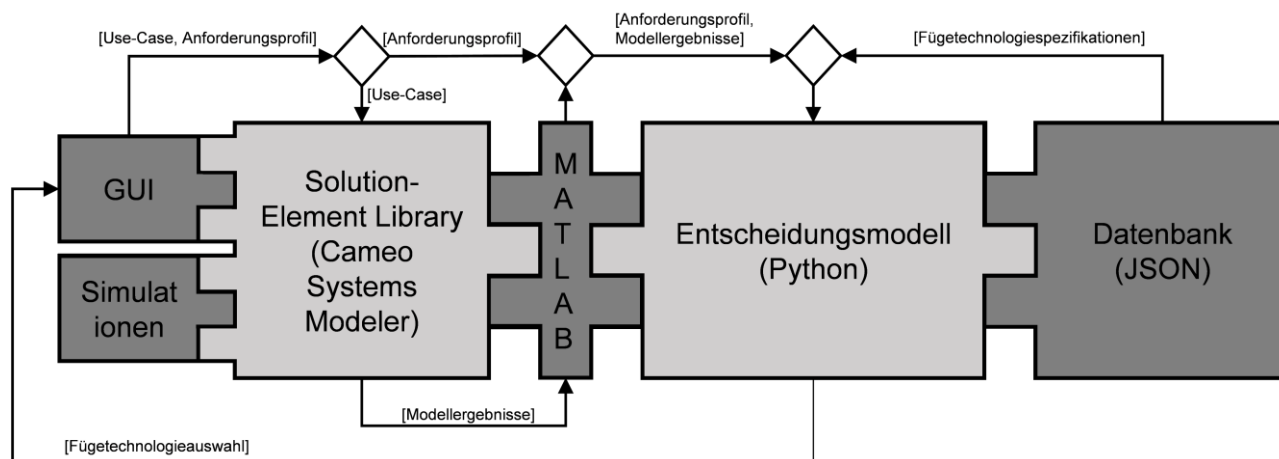 [Use-Case, Anforderungsprofil]
[Anforderungsprofil]
[Anforderungsprofil,
Modellergebnisse]
[Fügetechnologiespezifikationen]
[Use-Case]
GUI
Simulat
ionen
Solution-
Element Library
(Cameo
Systems
Modeler)
M
A
T
L
A
B
Entscheidungsmodell
(Python)
Datenbank
(JSON)
[Modellergebnisse]
[Fügetechnologieauswahl]